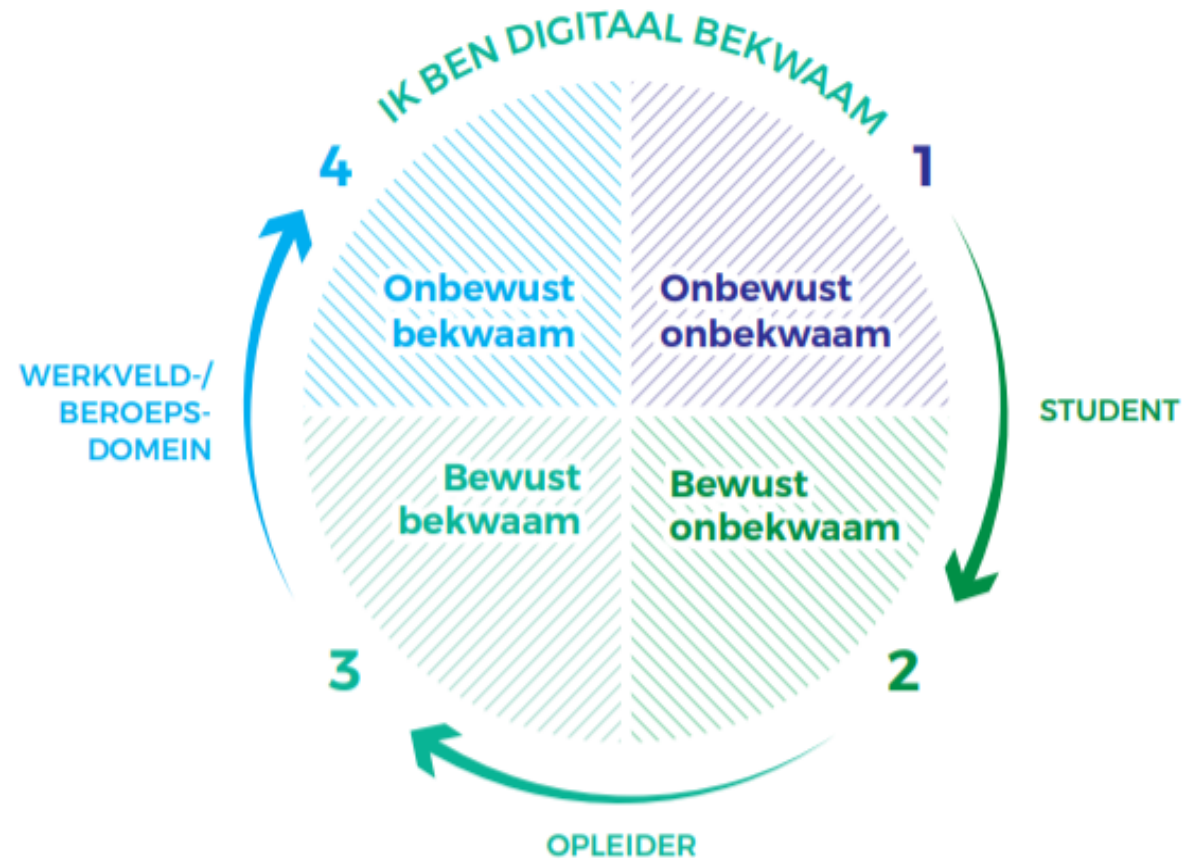 IK BEN DIGITAAL BEKWAAM
4
1
Onbewust
bekwaam
Onbewust
onbekwaam
WERKVELD-/
BEROEPS-
DOMEIN
STUDENT
Bewust
bekwaam
Bewust
onbekwaam
3
2
OPLEIDER